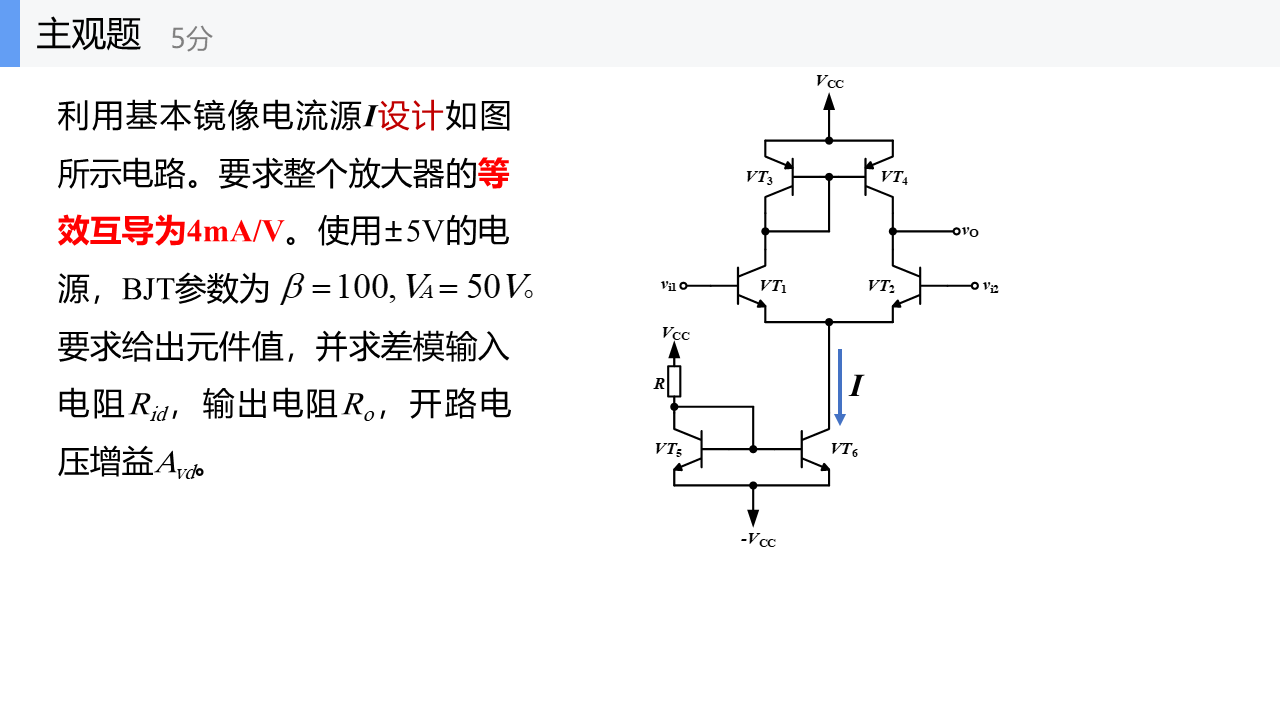 主观题 5分
利用基本镜像电流源I设计如图
所示电路。要求整个放大器的等
效互导为4mA/V。使用±5V的电
源，BJT参数为 β = 100, VA = 50 V。
要求给出元件值，并求差模输入
电阻Rid，输出电阻Ro，开路电
压增益Avd。
VCC
VT3
VT4
vO
vi1
VT1
VT2
vi2
VCC
R
I
VT5
VT6
-VCC